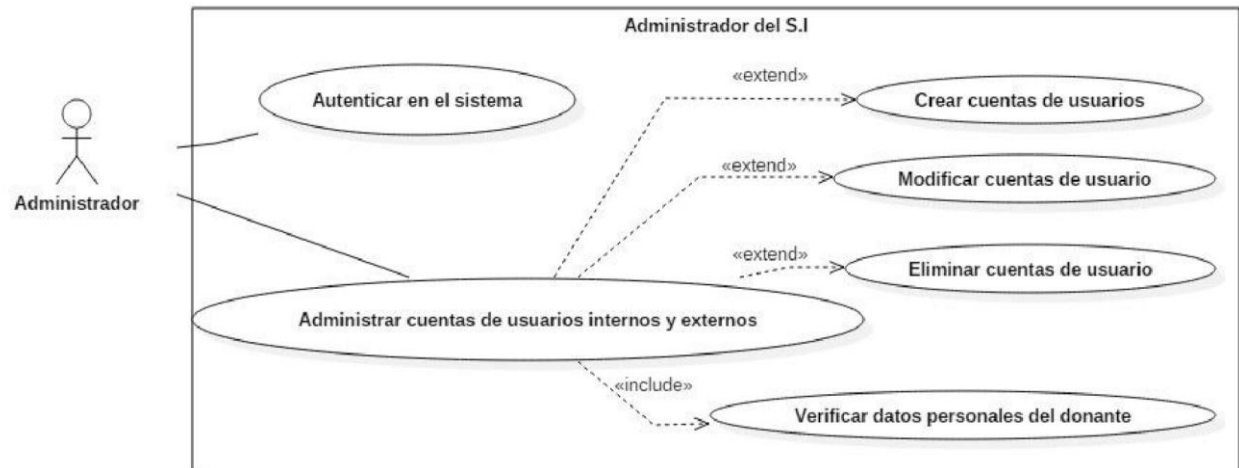 Administrador del S.I
Autenticar en el sistema
«extend»
Crear cuentas de usuarios
«extend»
Modificar cuentas de usuario
Administrador
«extend»
Eliminar cuentas de usuario
Administrar cuentas de usuarios internos y externos
«include»
Verificar datos personales del donante